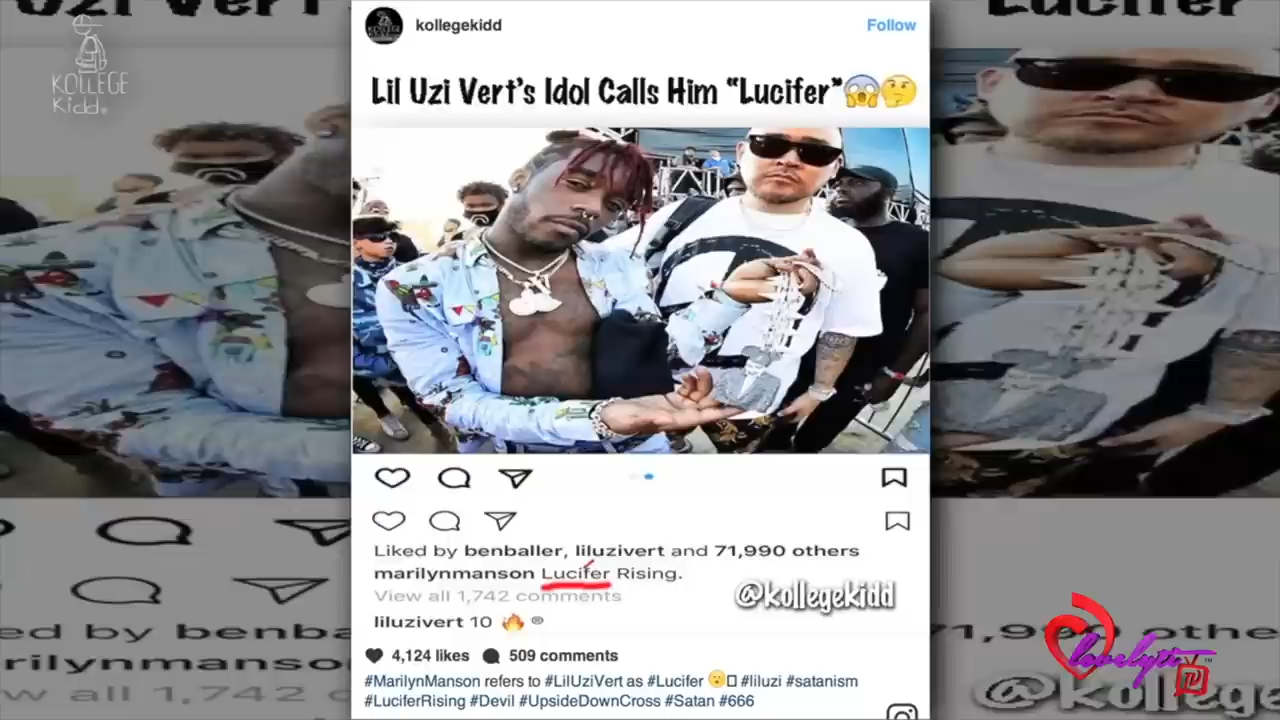 KOLLEGE
Kidd
kollegekidd
Follow
Lil Uzi Vert's Idol Calls Him “Lucifer”😱🤔
Liked by benballer, liluzivert and 71,990 others
marilynmanson Lucifer Rising.
View all 1,742 comments
@kollegekidd
liluzivert 10 🔥 ®
4,124 likes 509 comments
#MarilynManson refers to #LilUziVert as #Lucifer 😮 #liluzi #satanism
#LuciferRising #Devil #UpsideDownCross #Satan #666
lovelyti